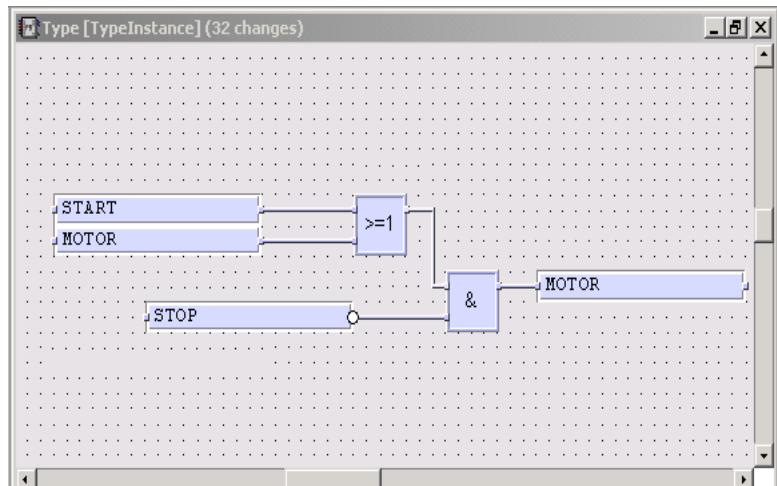 Type [TypeInstance] (32 changes)
START
MOTOR
>=1
&
MOTOR
STOP